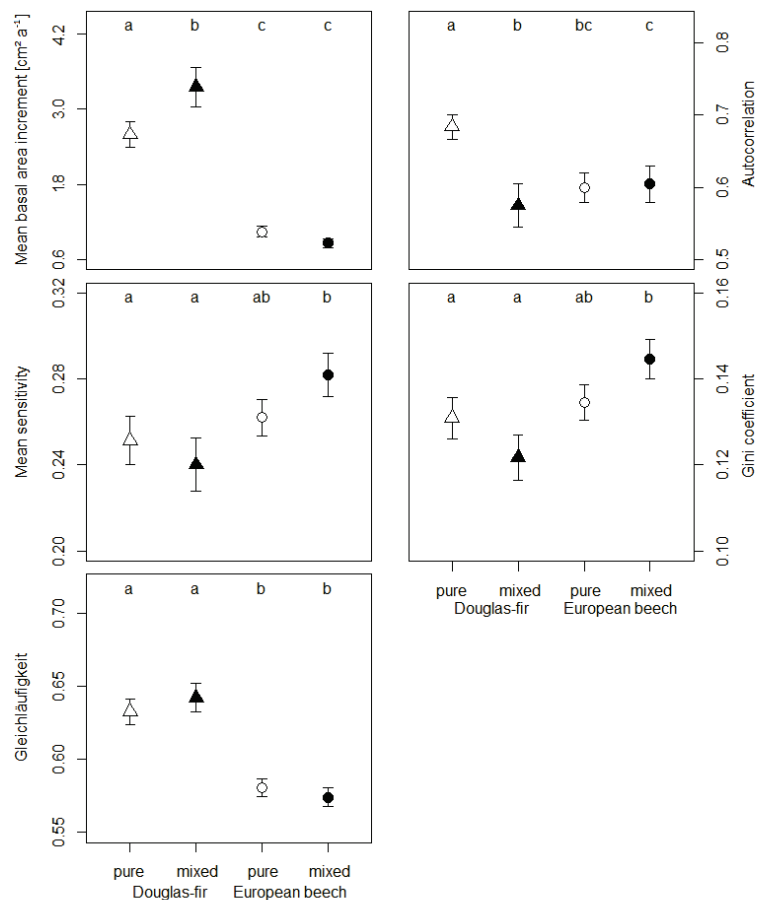 a b c c
Mean basal area increment [cm² a⁻¹]
4.2
3.0
1.8
0.6
a b bc c
Autocorrelation
0.8
0.7
0.6
0.5
a a ab b
Mean sensitivity
0.32
0.28
0.24
0.20
a a ab b
Gini coefficient
0.16
0.14
0.12
0.10
pure mixed pure mixed
Douglas-fir European beech
a a b b
Gleichläufigkeit
0.70
0.65
0.60
0.55
pure mixed pure mixed
Douglas-fir European beech